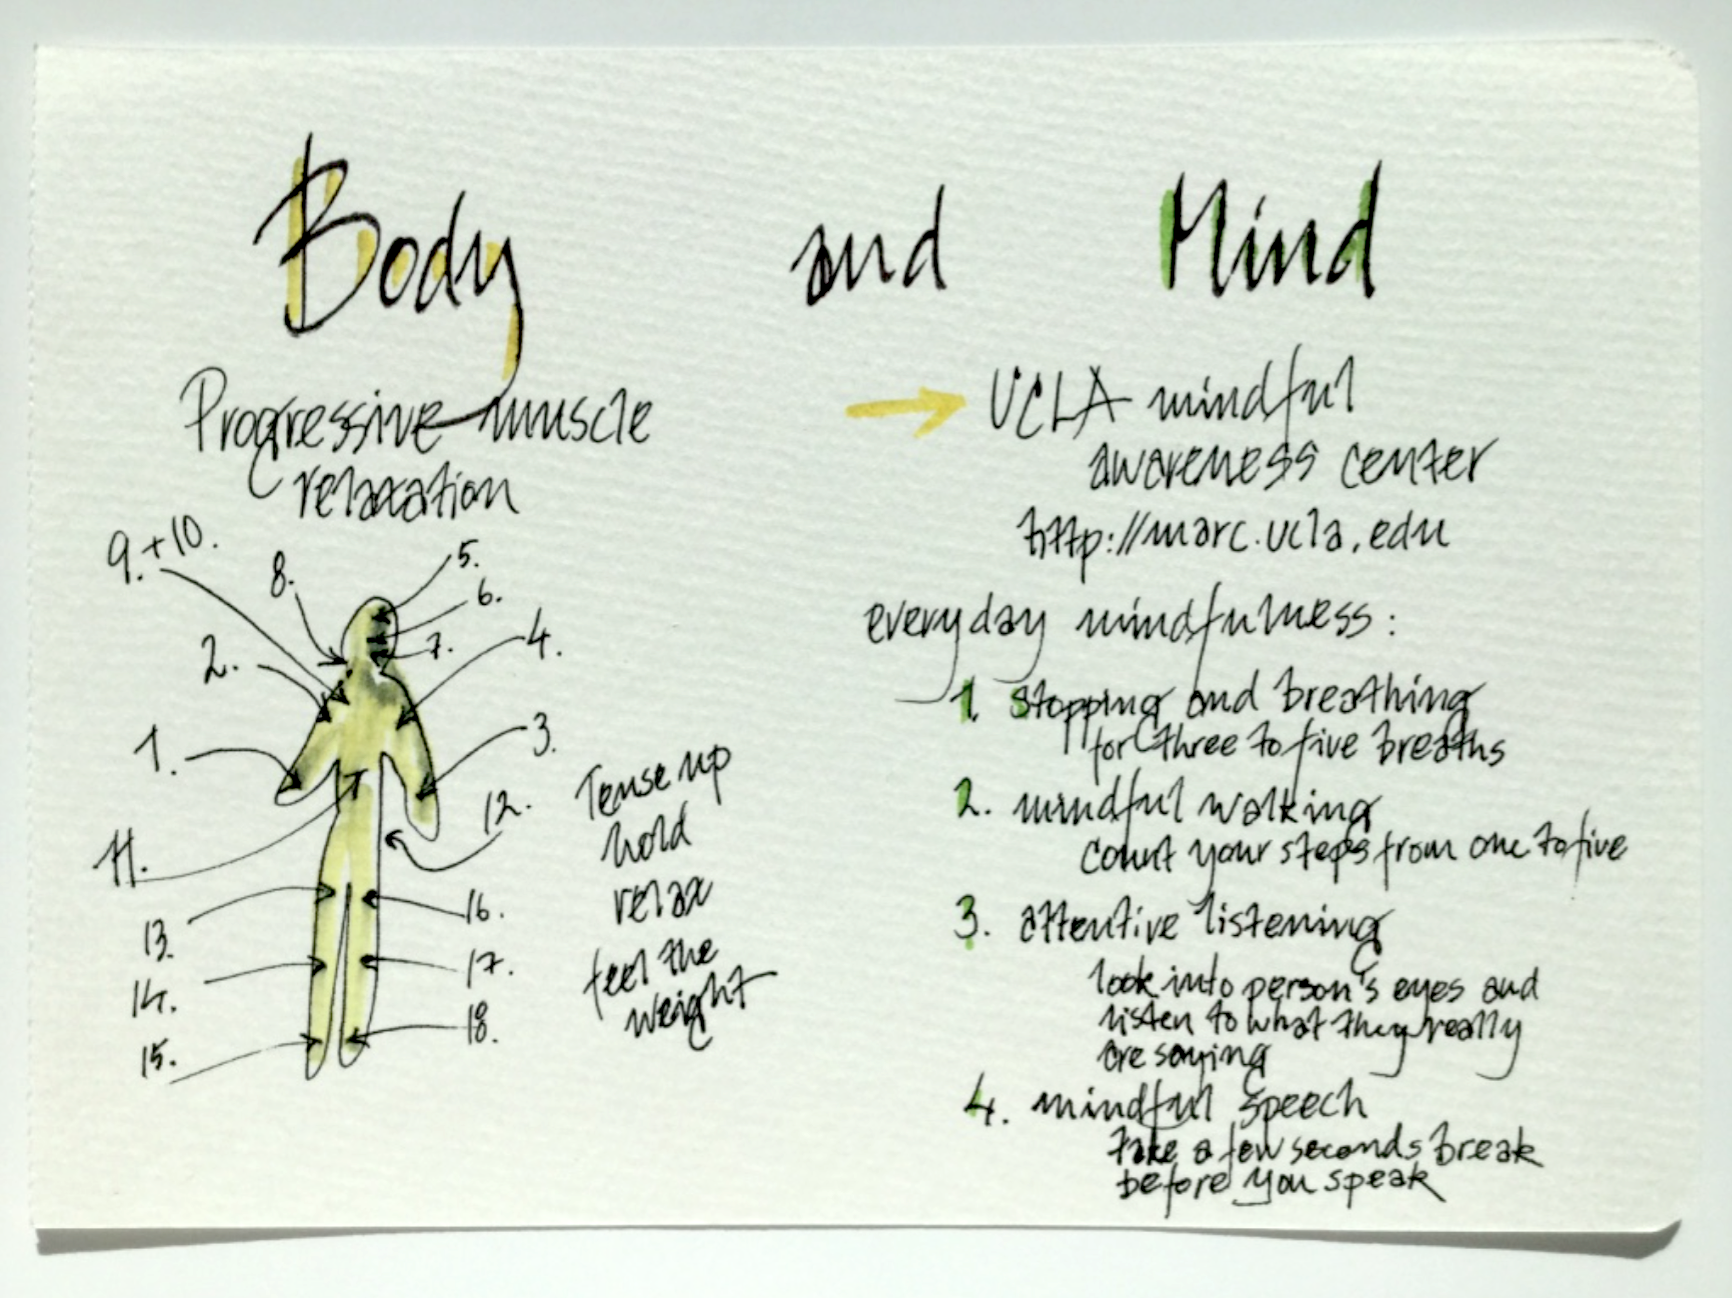 Body and Mind
Progressive muscle
relaxation
9.+10.
8.
5.
6.
7.
2.
4.
1.
3.
12.
11.
13.
16.
14.
17.
15.
18.
Tense up
hold
relax
feel the
weight
→ UCLA mindful
awareness center
http://marc.ucla.edu
everyday mindfulness:
1. stopping and breathing
for three to five breaths
2. mindful walking
count your steps from one to five
3. attentive listening
look into person's eyes and
listen to what they really
are saying
4. mindful speech
take a few seconds break
before you speak